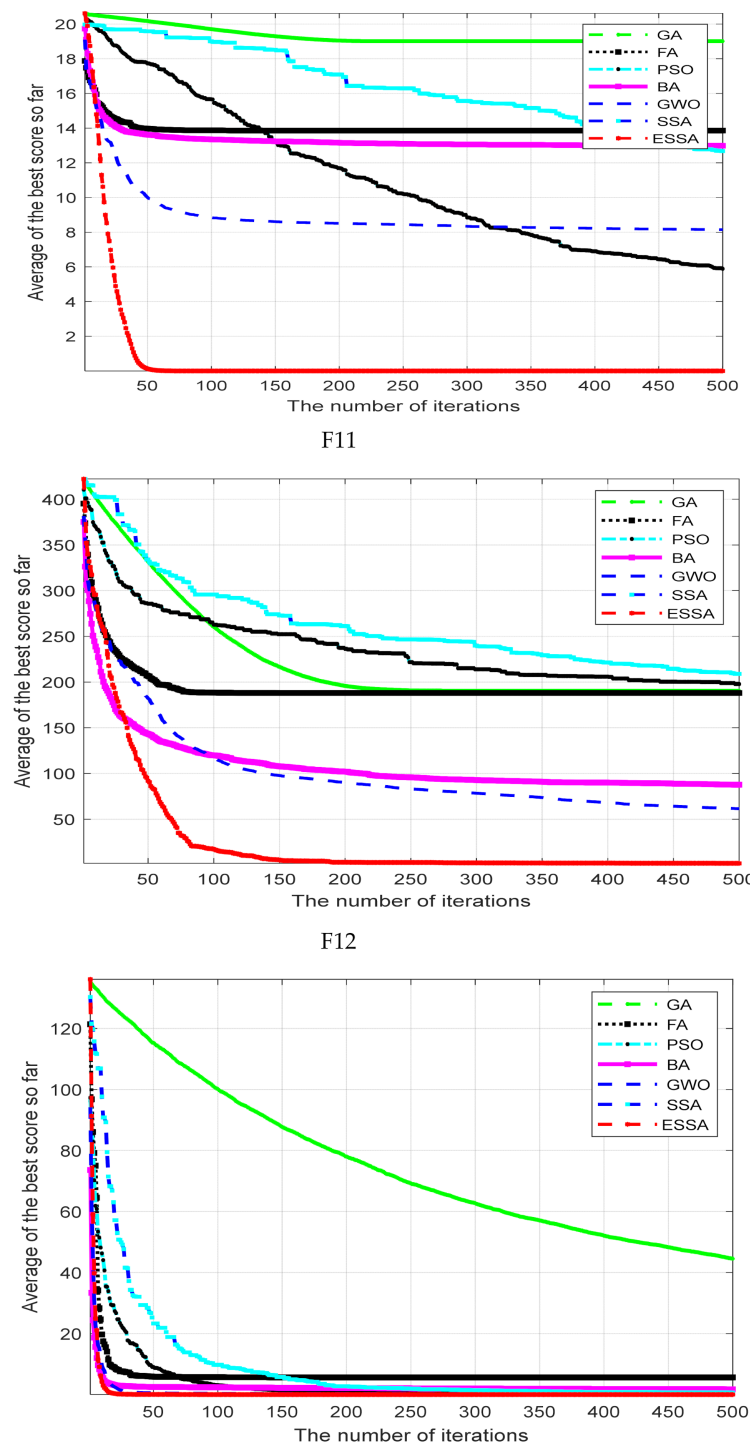 20
18
16
14
12
10
8
6
4
2
Average of the best score so far
GA
FA
PSO
BA
GWO
SSA
ESSA
50 100 150 200 250 300 350 400 450 500
The number of iterations
F11
400
350
300
250
200
150
100
50
Average of the best score so far
GA
FA
PSO
BA
GWO
SSA
ESSA
50 100 150 200 250 300 350 400 450 500
The number of iterations
F12
120
100
80
60
40
20
Average of the best score so far
GA
FA
PSO
BA
GWO
SSA
ESSA
50 100 150 200 250 300 350 400 450 500
The number of iterations